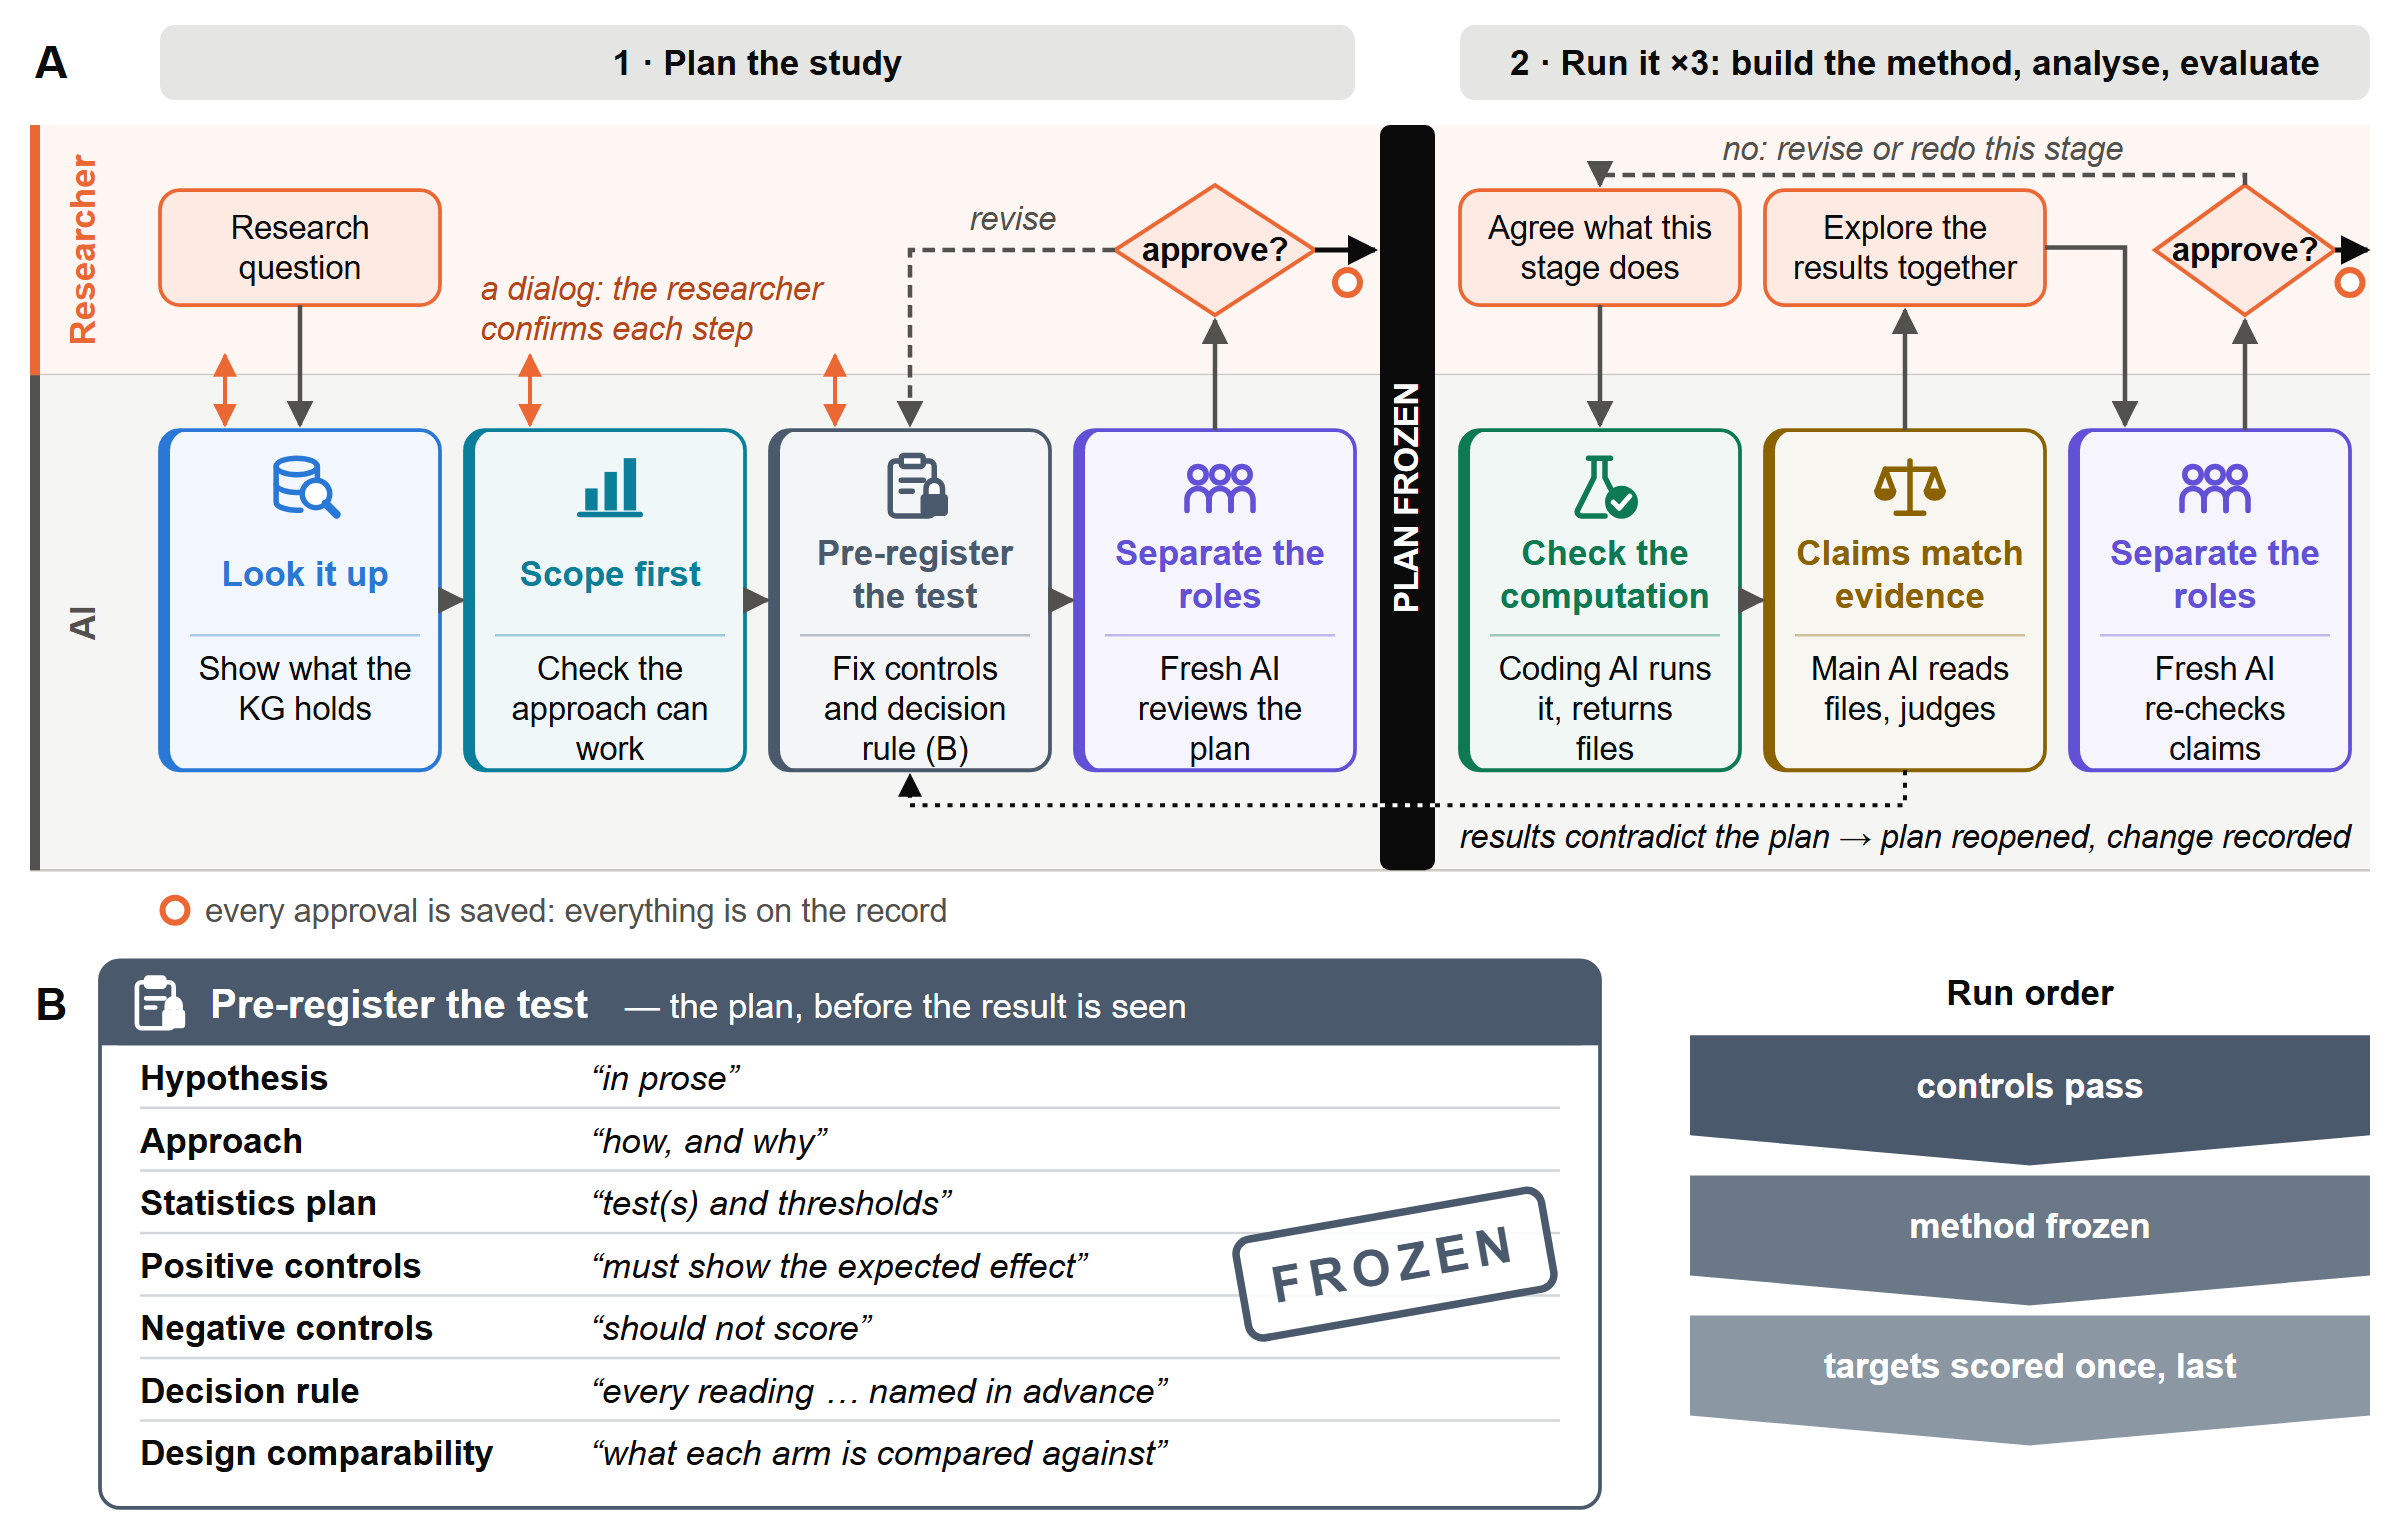 A
1 · Plan the study
2 · Run it ×3: build the method, analyse, evaluate
Researcher
Research
question
a dialog: the researcher
confirms each step
revise
approve?
no: revise or redo this stage
Agree what this
stage does
Explore the
results together
approve?
AI
Look it up
Show what the
KG holds
Scope first
Check the
approach can
work
Pre-register
the test
Fix controls
and decision
rule (B)
Separate the
roles
Fresh AI
reviews the
plan
PLAN FROZEN
Check the
computation
Coding AI runs
it, returns
files
Claims match
evidence
Main AI reads
files, judges
Separate the
roles
Fresh AI
re-checks
claims
results contradict the plan → plan reopened, change recorded
every approval is saved: everything is on the record
B
Pre-register the test — the plan, before the result is seen
Hypothesis “in prose”
Approach “how, and why”
Statistics plan “test(s) and thresholds”
Positive controls “must show the expected effect”
Negative controls “should not score”
Decision rule “every reading … named in advance”
Design comparability “what each arm is compared against”
FROZEN
Run order
controls pass
method frozen
targets scored once, last